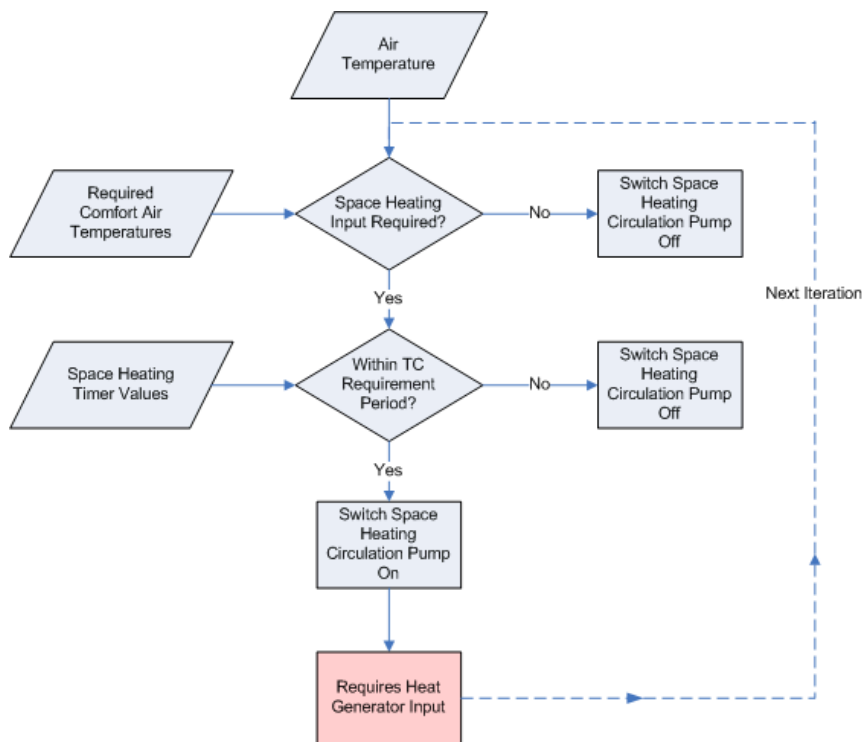 Air
Temperature
Required
Comfort Air
Temperatures
Space Heating
Input Required?
No
Switch Space
Heating
Circulation Pump
Off
Yes
Next Iteration
Space Heating
Timer Values
Within TC
Requirement
Period?
No
Switch Space
Heating
Circulation Pump
Off
Yes
Switch Space
Heating
Circulation Pump
On
Requires Heat
Generator Input